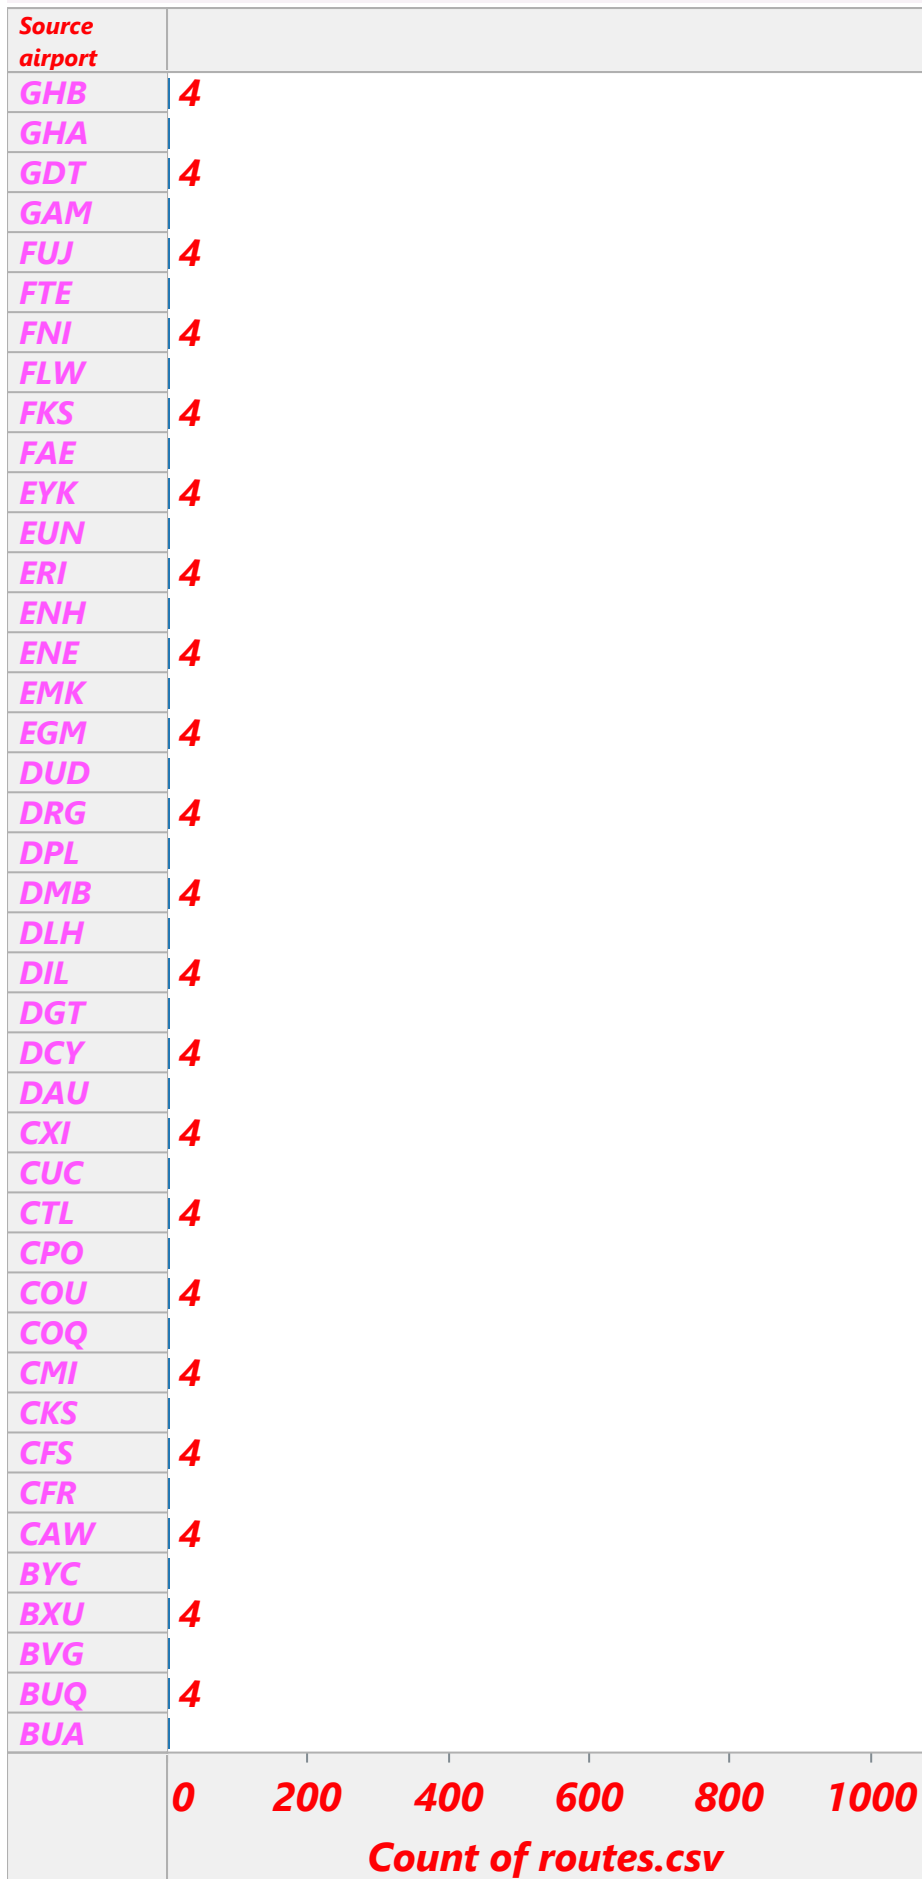 Source
airport
GHB 4
GHA
GDT 4
GAM
FUJ 4
FTE
FNI 4
FLW
FKS 4
FAE
EYK 4
EUN
ERI 4
ENH
ENE 4
EMK
EGM 4
DUD
DRG 4
DPL
DMB 4
DLH
DIL 4
DGT
DCY 4
DAU
CXI 4
CUC
CTL 4
CPO
COU 4
COQ
CMI 4
CKS
CFS 4
CFR
CAW 4
BYC
BXU 4
BVG
BUQ 4
BUA
0 200 400 600 800 1000
Count of routes.csv